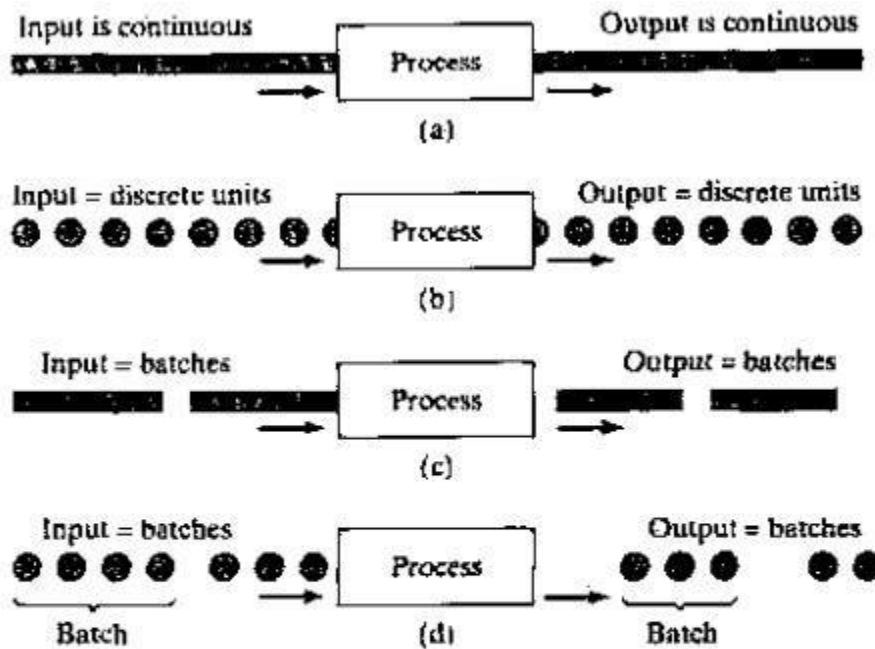 Input is continuous
Output is continuous
Process
(a)
Input = discrete units
Output = discrete units
Process
(b)
Input = batches
Output = batches
Process
(c)
Input = batches
Output = batches
Process
Batch
(d)
Batch